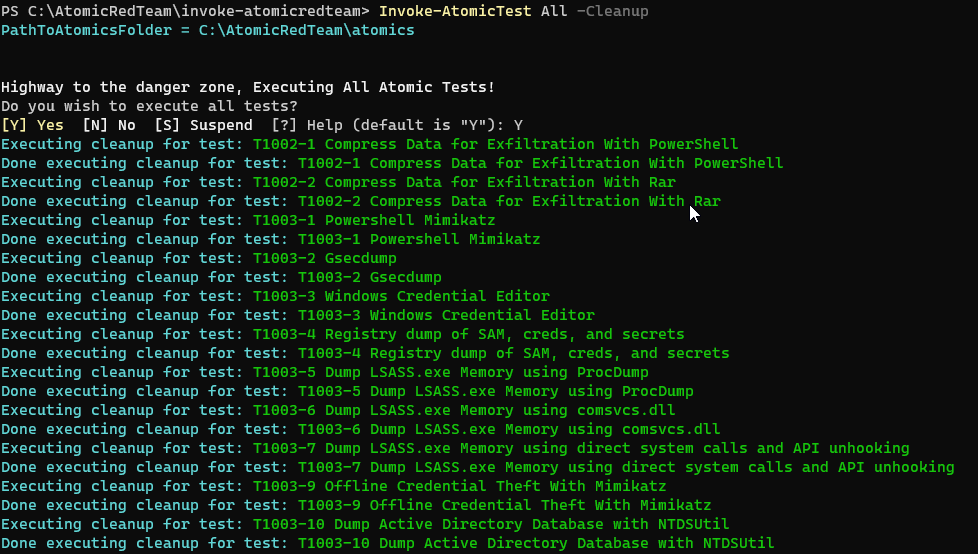 PS C:\AtomicRedTeam\invoke-atomicredteam> Invoke-AtomicTest All -Cleanup
PathToAtomicsFolder = C:\AtomicRedTeam\atomics
Highway to the danger zone, Executing All Atomic Tests!
Do you wish to execute all tests?
[Y] Yes  [N] No  [S] Suspend  [?] Help (default is "Y"): Y
Executing cleanup for test: T1002-1 Compress Data for Exfiltration With PowerShell
Done executing cleanup for test: T1002-1 Compress Data for Exfiltration With PowerShell
Executing cleanup for test: T1002-2 Compress Data for Exfiltration With Rar
Done executing cleanup for test: T1002-2 Compress Data for Exfiltration With Rar
Executing cleanup for test: T1003-1 Powershell Mimikatz
Done executing cleanup for test: T1003-1 Powershell Mimikatz
Executing cleanup for test: T1003-2 Gsecdump
Done executing cleanup for test: T1003-2 Gsecdump
Executing cleanup for test: T1003-3 Windows Credential Editor
Done executing cleanup for test: T1003-3 Windows Credential Editor
Executing cleanup for test: T1003-4 Registry dump of SAM, creds, and secrets
Done executing cleanup for test: T1003-4 Registry dump of SAM, creds, and secrets
Executing cleanup for test: T1003-5 Dump LSASS.exe Memory using ProcDump
Done executing cleanup for test: T1003-5 Dump LSASS.exe Memory using ProcDump
Executing cleanup for test: T1003-6 Dump LSASS.exe Memory using comsvcs.dll
Done executing cleanup for test: T1003-6 Dump LSASS.exe Memory using comsvcs.dll
Executing cleanup for test: T1003-7 Dump LSASS.exe Memory using direct system calls and API unhooking
Done executing cleanup for test: T1003-7 Dump LSASS.exe Memory using direct system calls and API unhooking
Executing cleanup for test: T1003-9 Offline Credential Theft With Mimikatz
Done executing cleanup for test: T1003-9 Offline Credential Theft With Mimikatz
Executing cleanup for test: T1003-10 Dump Active Directory Database with NTDSUtil
Done executing cleanup for test: T1003-10 Dump Active Directory Database with NTDSUtil